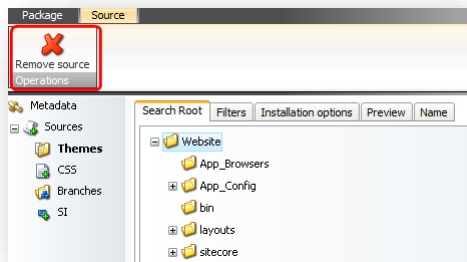 Package Source
Remove source
Operations
Metadata
Sources
Themes
CSS
Branches
SI
Search Root Filters Installation options Preview Name
Website
App_Browsers
App_Config
bin
layouts
sitecore